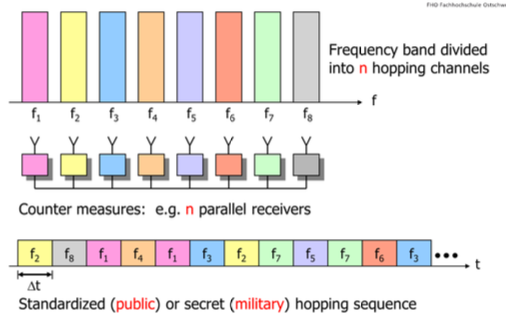 FHO Fachhochschule Ostschwe
Frequency band divided
into n hopping channels
f
f1 f2 f3 f4 f5 f6 f7 f8
Counter measures: e.g. n parallel receivers
f2 f8 f1 f4 f1 f3 f2 f7 f5 f7 f6 f3 •••
t
Δt
Standardized (public) or secret (military) hopping sequence